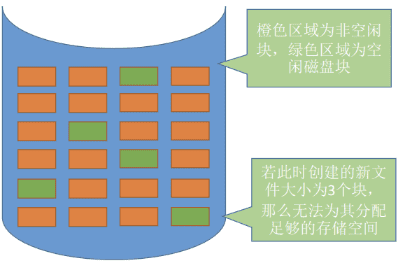 橙色区域为非空闲
块，绿色区域为空
闲磁盘块
若此时创建的新文
件大小为3个块，
那么无法为其分配
足够的存储空间